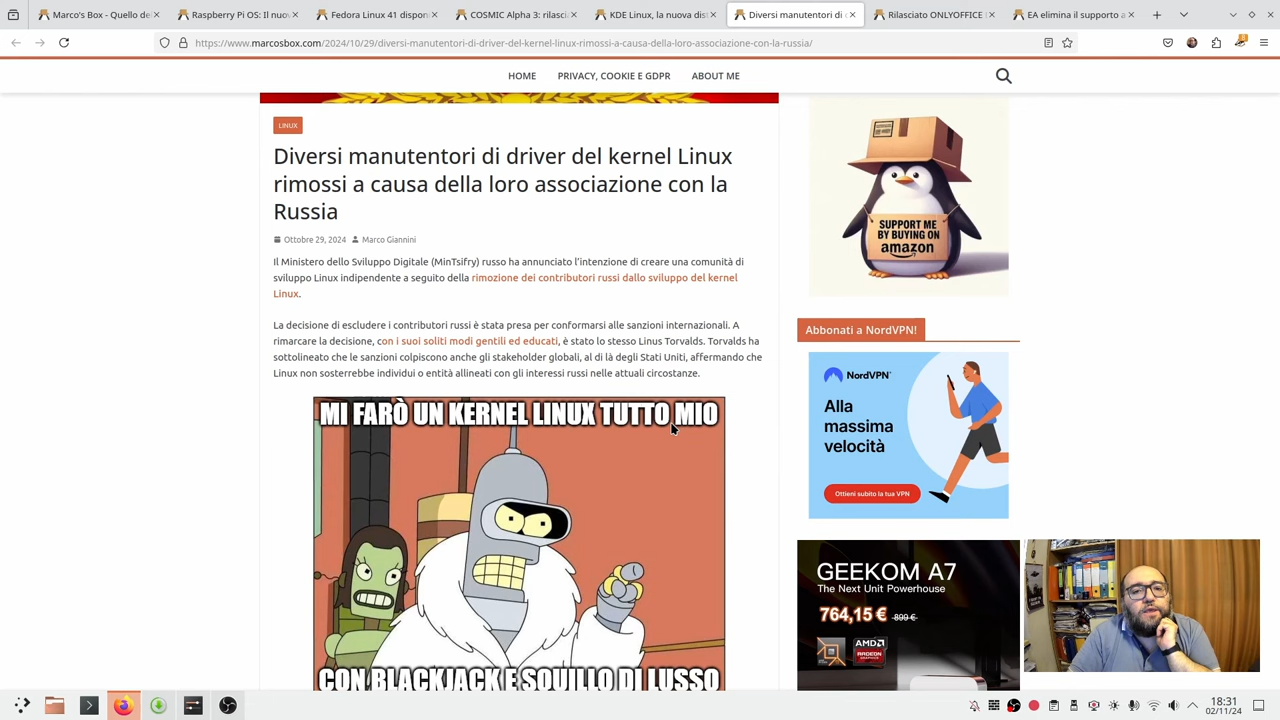 Marco's Box - Quello de
Raspberry Pi OS: Il nuov
Fedora Linux 41 dispon
COSMIC Alpha 3: rilasci
KDE Linux, la nuova dist
Diversi manutentori di
Rilasciato ONLYOFFICE
EA elimina il supporto a
https://www.marcosbox.com/2024/10/29/diversi-manutentori-di-driver-del-kernel-linux-rimossi-a-causa-della-loro-associazione-con-la-russia/
HOME
PRIVACY, COOKIE E GDPR
ABOUT ME
LINUX
Diversi manutentori di driver del kernel Linux
rimossi a causa della loro associazione con la
Russia
Ottobre 29, 2024 Marco Giannini
Il Ministero dello Sviluppo Digitale (MinTsifry) russo ha annunciato l'intenzione di creare una comunità di
sviluppo Linux indipendente a seguito della rimozione dei contributori russi dallo sviluppo del kernel
Linux.
La decisione di escludere i contributori russi è stata presa per conformarsi alle sanzioni internazionali. A
rimarcare la decisione, con i suoi soliti modi gentili ed educati, è stato lo stesso Linus Torvalds. Torvalds ha
sottolineato che le sanzioni colpiscono anche gli stakeholder globali, al di là degli Stati Uniti, affermando che
Linux non sosterrebbe individui o entità allineati con gli interessi russi nelle attuali circostanze.
MI FARÒ UN KERNEL LINUX TUTTO MIO
CON BLACKJACK E SQUILLO DI LUSSO
SUPPORT ME
BY BUYING ON
amazon
Abbonati a NordVPN!
NordVPN
Alla
massima
velocità
Ottieni subito la tua VPN
GEEKOM A7
The Next Unit Powerhouse
764,15 € 899 €
AMD
RADEON
GRAPHICS
18:31
02/11/24